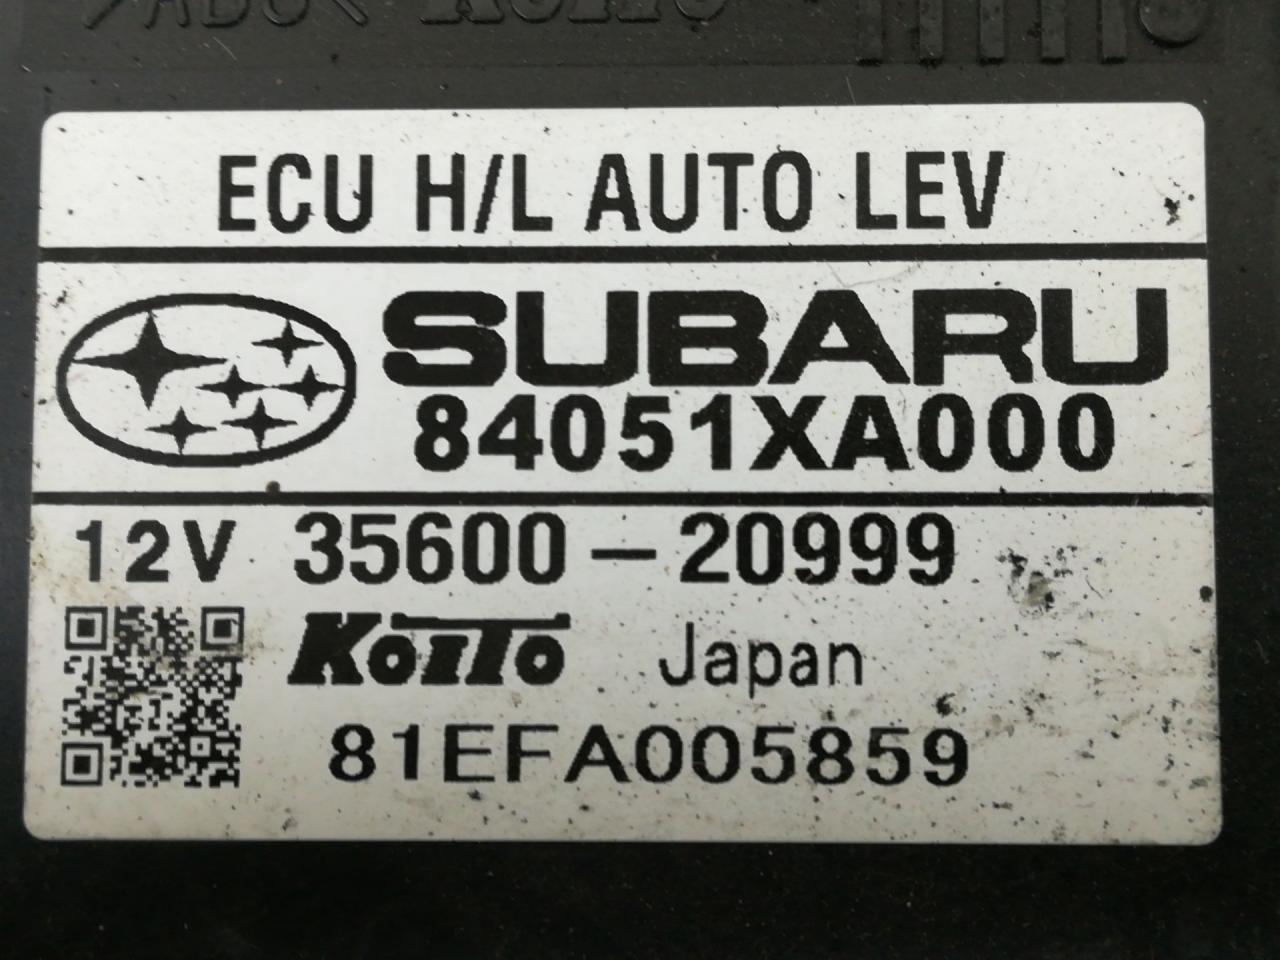 ECU H/L AUTO LEV
SUBARU
84051XA000
12V 35600-20999
KOITO Japan
81EFA005859